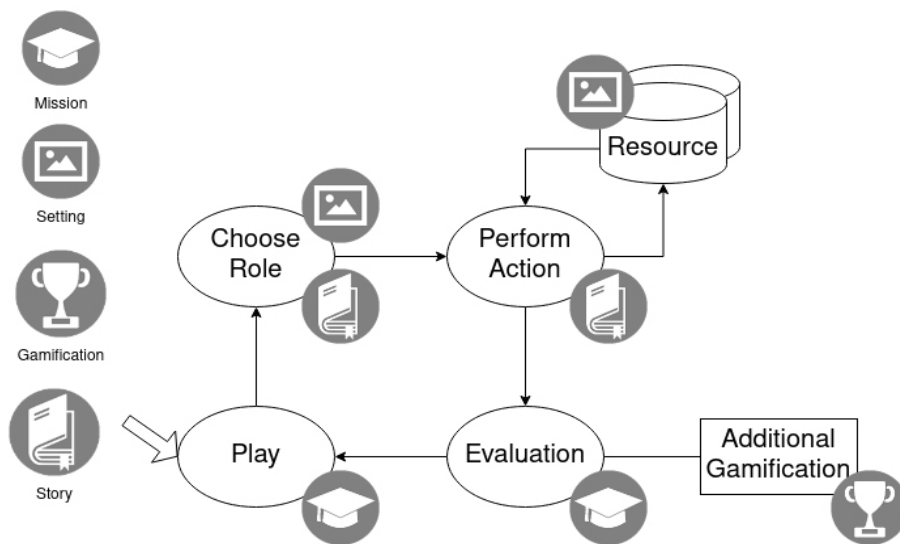 Mission
Setting
Gamification
Story
Resource
Choose
Role
Perform
Action
Play
Evaluation
Additional
Gamification